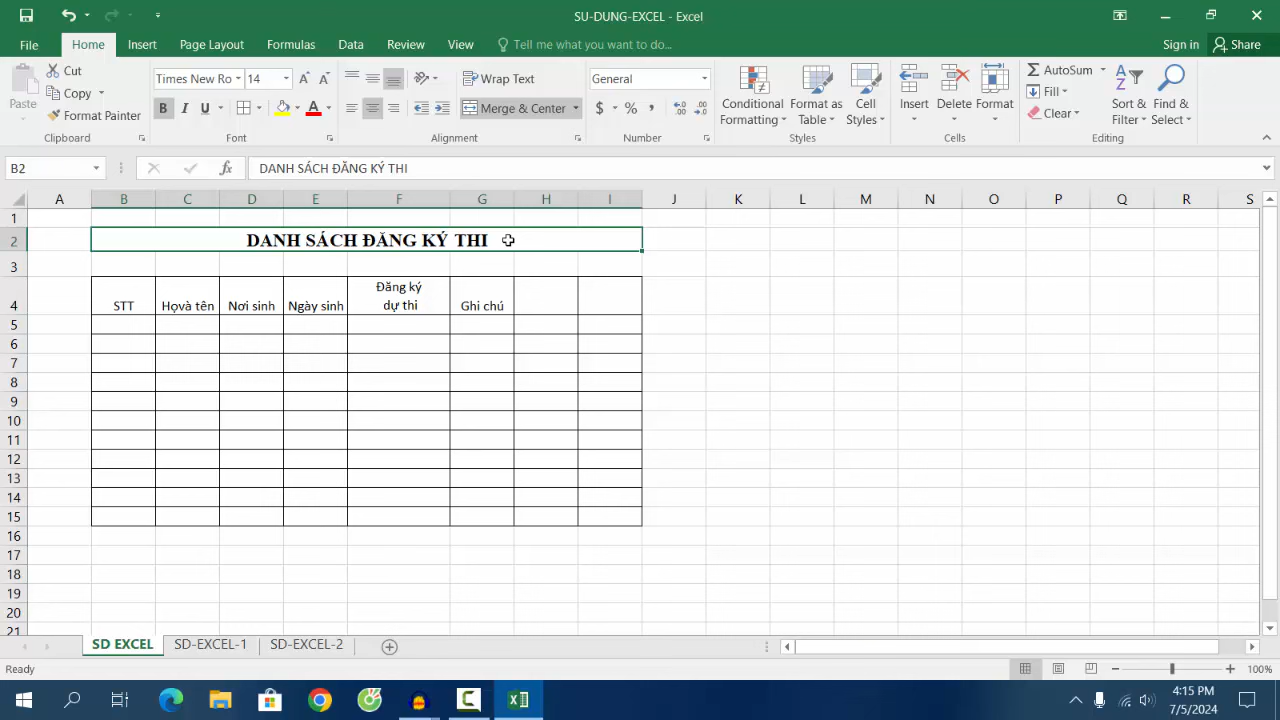 SU-DUNG-EXCEL - Excel
File Home Insert Page Layout Formulas Data Review View Tell me what you want to do... Sign in Share
Paste Cut Copy Format Painter Clipboard
Times New Ro 14 B I U A Font
Wrap Text Merge & Center Alignment
General $ % , Number
Conditional Formatting Format as Table Cell Styles Styles
Insert Delete Format Cells
AutoSum Fill Clear Sort & Filter Find & Select Editing
B2 fx DANH SÁCH ĐĂNG KÝ THI
A B C D E F G H I J K L M N O P Q R S
1
2 DANH SÁCH ĐĂNG KÝ THI
3
4 STT Họvà tên Nơi sinh Ngày sinh Đăng ký dự thi Ghi chú
5
6
7
8
9
10
11
12
13
14
15
16
17
18
19
20
21
SD EXCEL SD-EXCEL-1 SD-EXCEL-2
Ready 100%
4:15 PM
7/5/2024